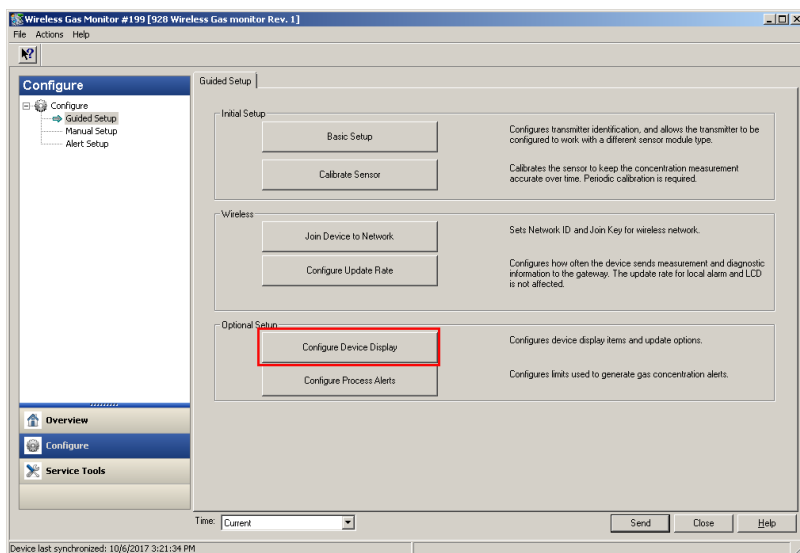 Wireless Gas Monitor #199 [928 Wireless Gas monitor Rev. 1]
File Actions Help
Configure
Configure
Guided Setup
Manual Setup
Alert Setup
Overview
Configure
Service Tools
Guided Setup
Initial Setup
Basic Setup
Configures transmitter identification, and allows the transmitter to be
configured to work with a different sensor module type.
Calibrate Sensor
Calibrates the sensor to keep the concentration measurement
accurate over time. Periodic calibration is required.
Wireless
Join Device to Network
Sets Network ID and Join Key for wireless network.
Configure Update Rate
Configures how often the device sends measurement and diagnostic
information to the gateway. The update rate for local alarm and LCD
is not affected.
Optional Setup
Configure Device Display
Configures device display items and update options.
Configure Process Alerts
Configures limits used to generate gas concentration alerts.
Time: Current
Send Close Help
Device last synchronized: 10/6/2017 3:21:34 PM